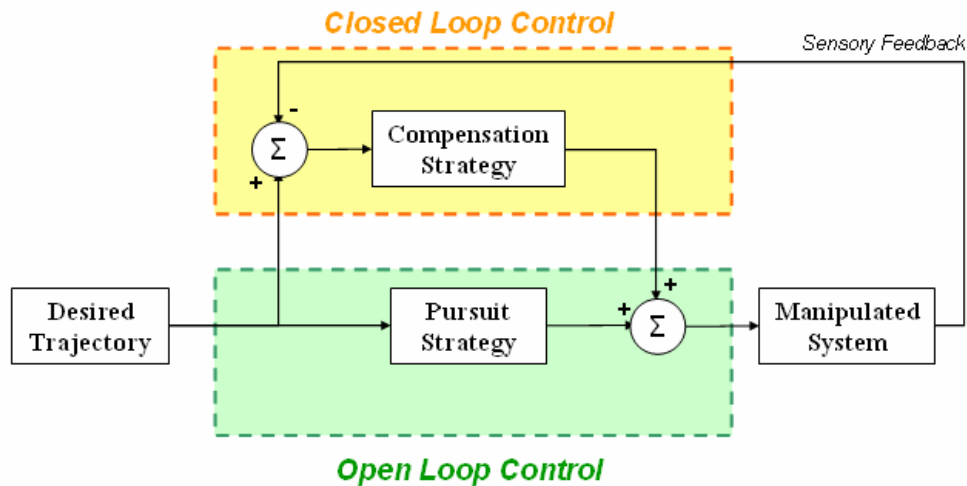 Closed Loop Control
Sensory Feedback
-
Σ
+
Compensation
Strategy
Desired
Trajectory
Pursuit
Strategy
+
+
Σ
Manipulated
System
Open Loop Control